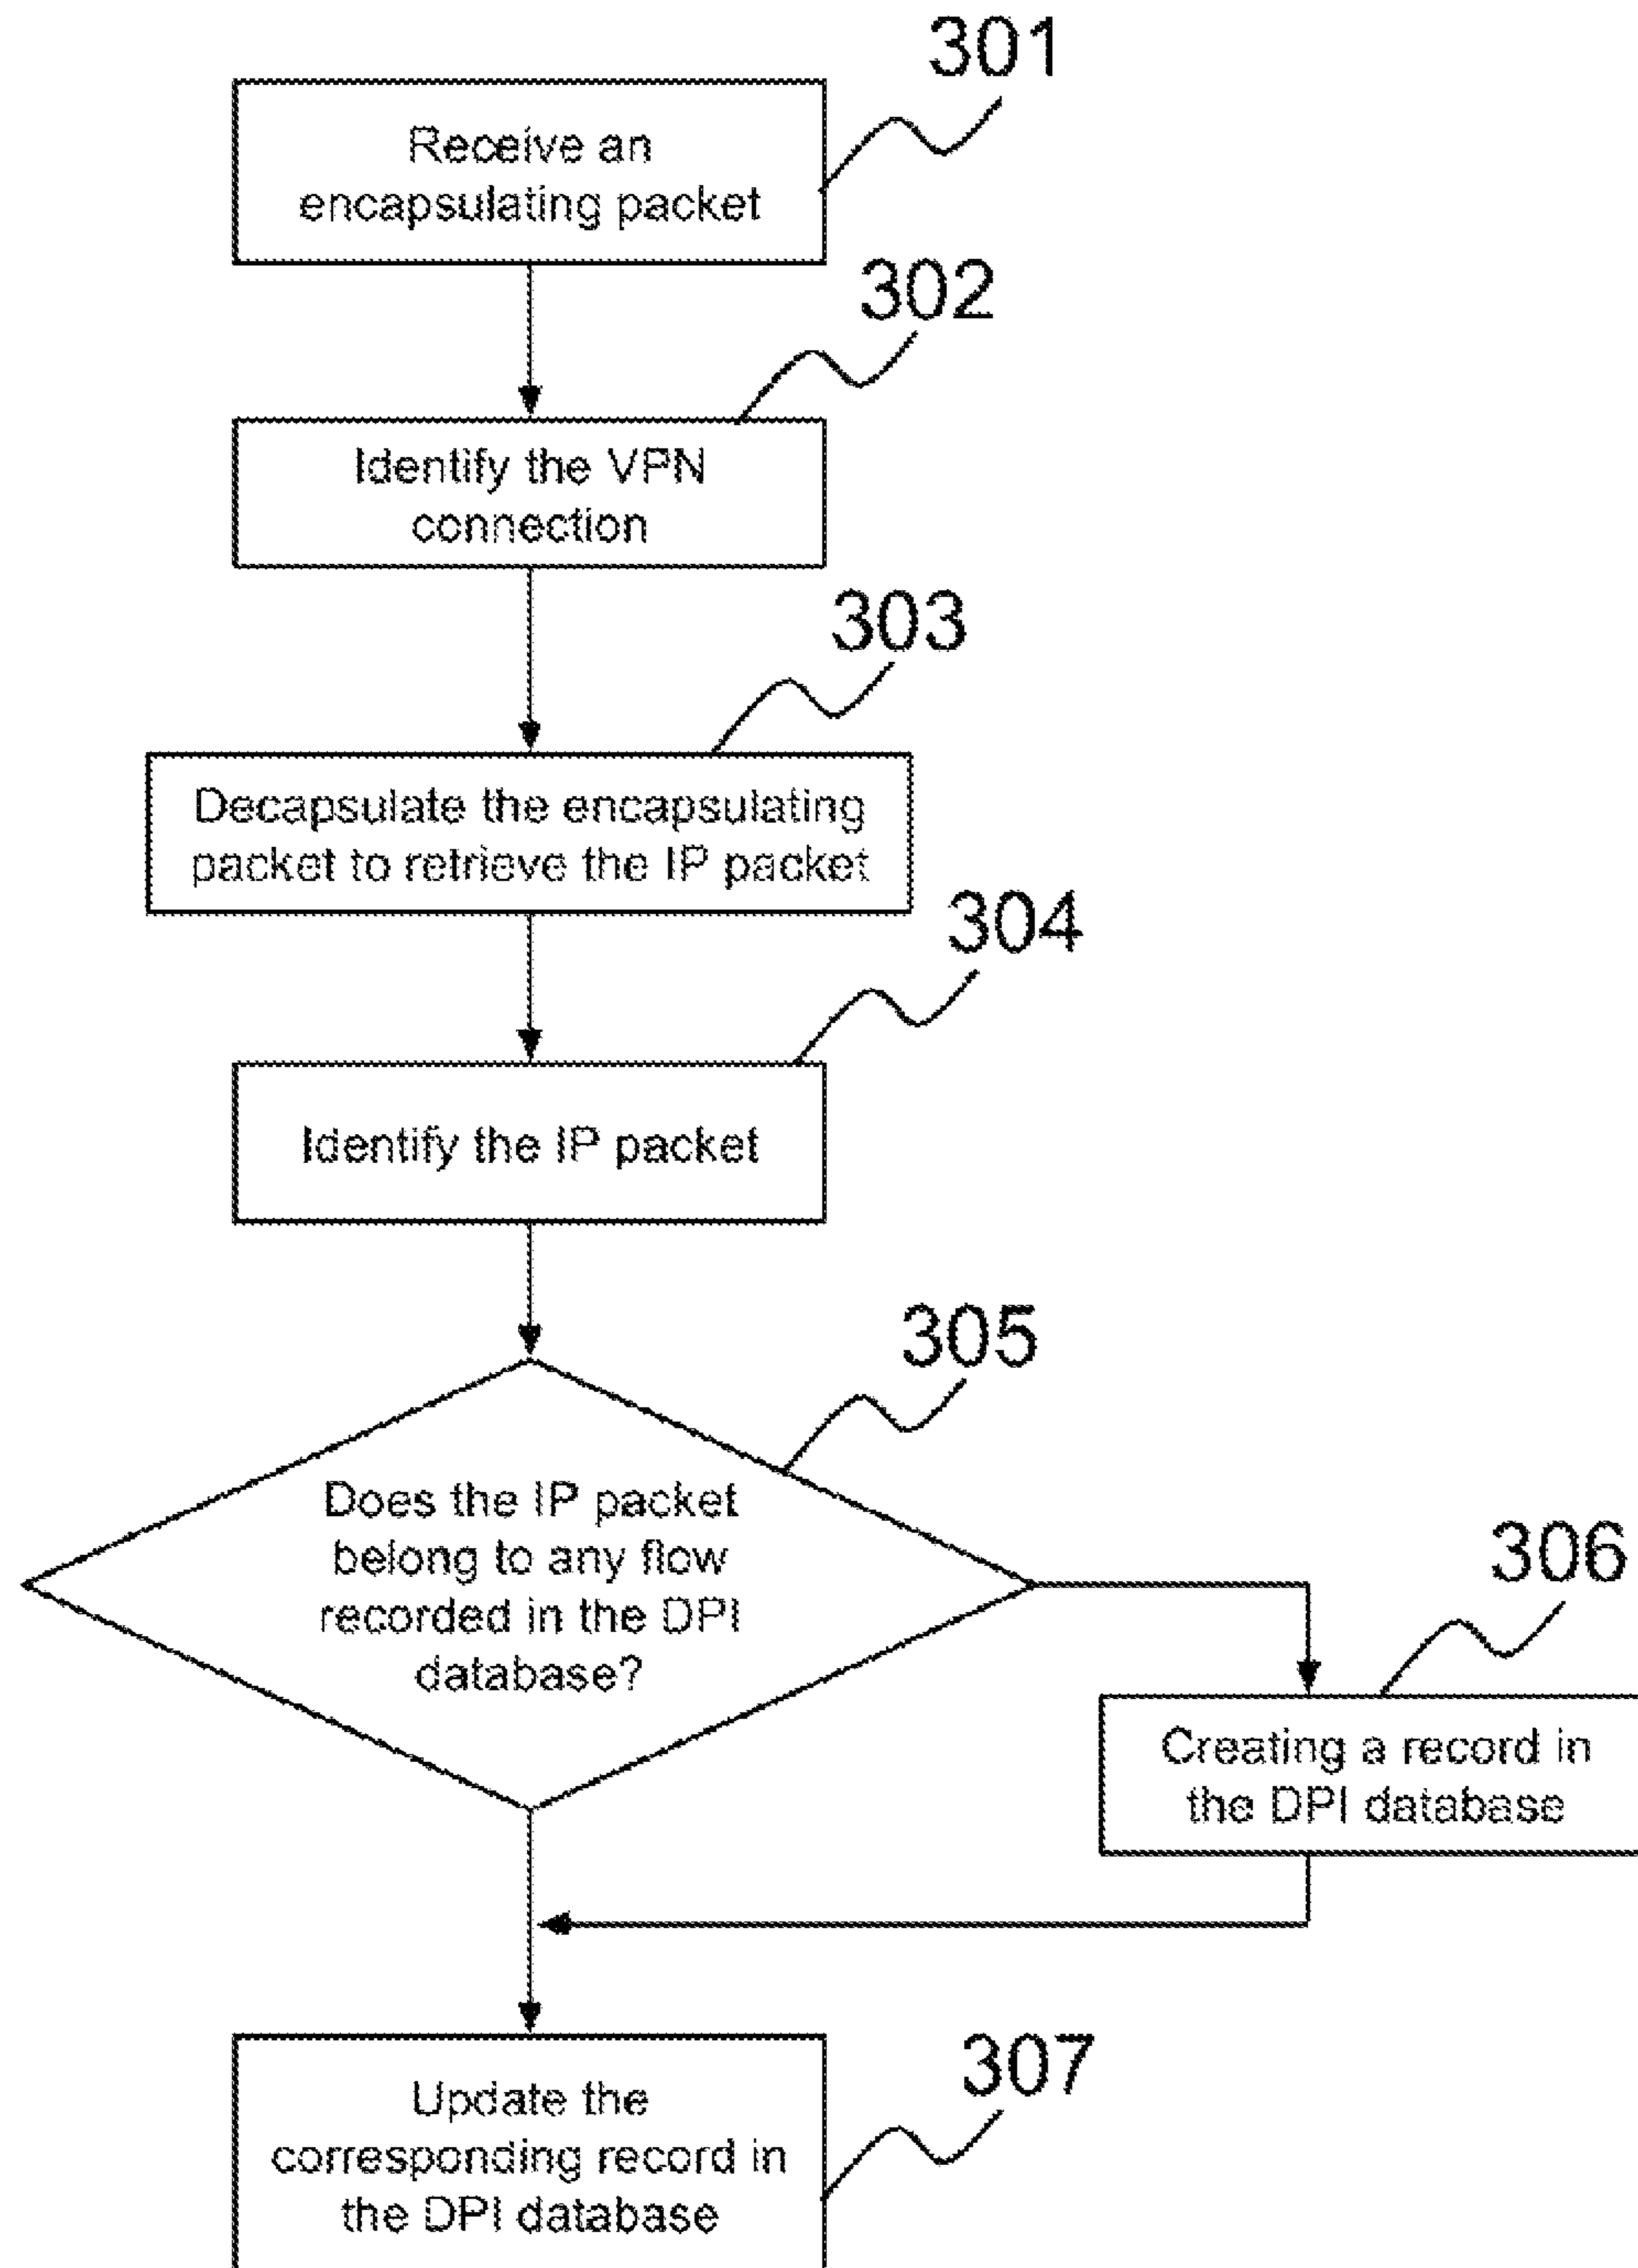 301
Receive an
encapsulating packet
302
Identify the VPN
connection
303
Decapsulate the encapsulating
packet to retrieve the IP packet
304
Identify the IP packet
305
Does the IP packet
belong to any flow
recorded in the DPI
database?
306
Creating a record in
the DPI database
307
Update the
corresponding record in
the DPI database